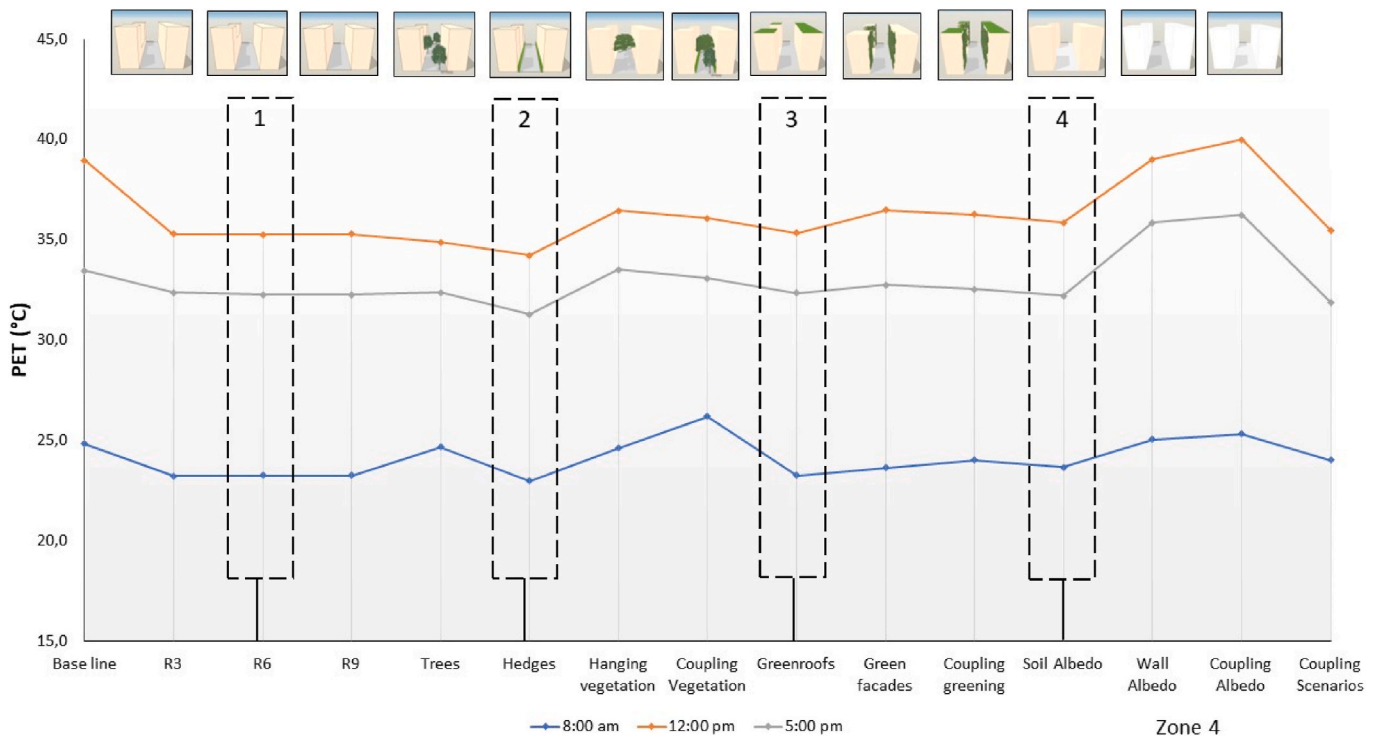 45,0
40,0
35,0
30,0
25,0
20,0
15,0
PET (°C)
1
2
3
4
Base line
R3
R6
R9
Trees
Hedges
Hanging
vegetation
Coupling
Vegetation
Greenroofs
Green
facades
Coupling
greening
Soil Albedo
Wall
Albedo
Coupling
Albedo
Coupling
Scenarios
8:00 am
12:00 pm
5:00 pm
Zone 4